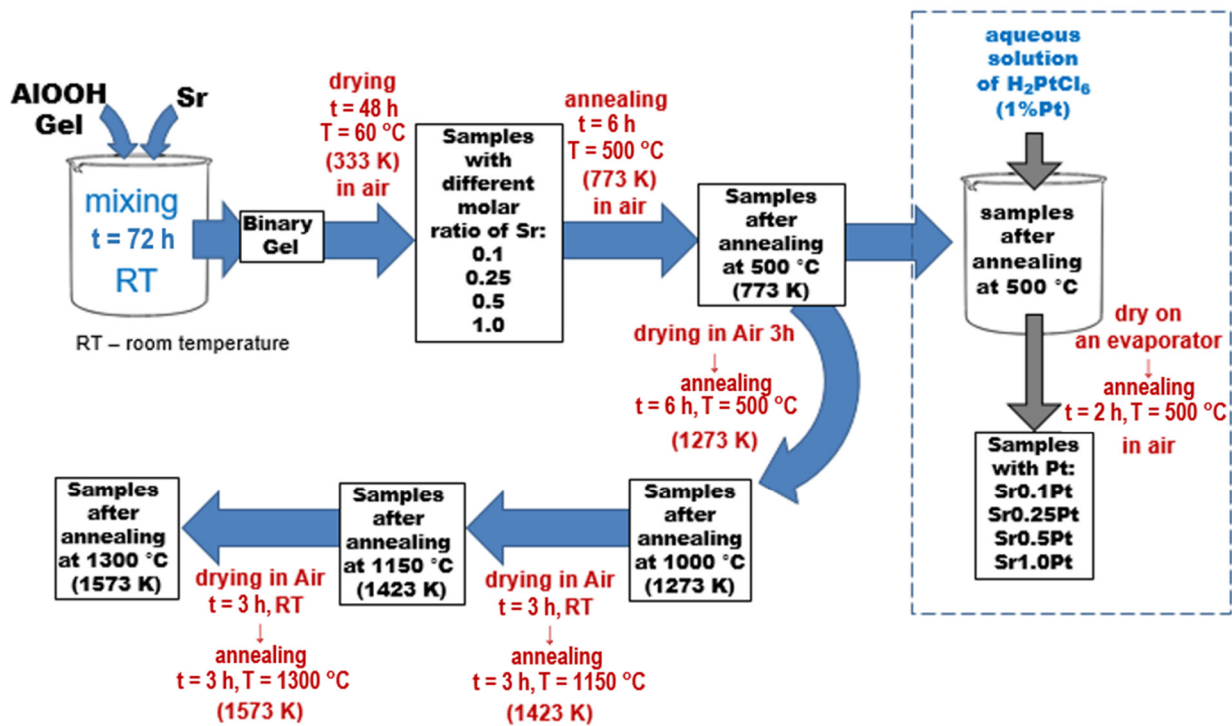 AlOOH
Gel
Sr
mixing
t = 72 h
RT
RT – room temperature
Binary
Gel
drying
t = 48 h
T = 60 °C
(333 K)
in air
Samples
with
different
molar
ratio of Sr:
0.1
0.25
0.5
1.0
annealing
t = 6 h
T = 500 °C
(773 K)
in air
Samples
after
annealing
at 500 °C
(773 K)
aqueous
solution
of H₂PtCl₆
(1%Pt)
samples
after
annealing
at 500 °C
dry on
an evaporator
↓
annealing
t = 2 h, T = 500 °C
in air
Samples
with Pt:
Sr0.1Pt
Sr0.25Pt
Sr0.5Pt
Sr1.0Pt
drying in Air 3h
↓
annealing
t = 6 h, T = 500 °C
(1273 K)
Samples
after
annealing
at 1000 °C
(1273 K)
drying in Air
t = 3 h, RT
↓
annealing
t = 3 h, T = 1150 °C
(1423 K)
Samples
after
annealing
at 1150 °C
(1423 K)
drying in Air
t = 3 h, RT
↓
annealing
t = 3 h, T = 1300 °C
(1573 K)
Samples
after
annealing
at 1300 °C
(1573 K)